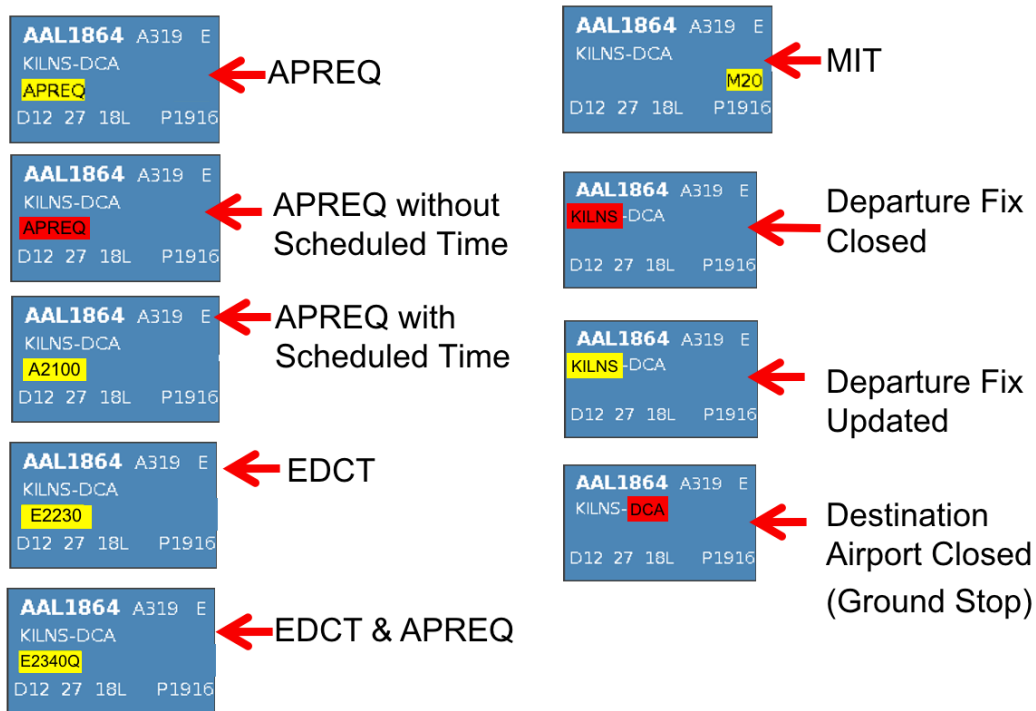 AAL1864 A319 E
KILNS-DCA
APREQ
D12 27 18L P1916
APREQ
AAL1864 A319 E
KILNS-DCA
APREQ
D12 27 18L P1916
APREQ without
Scheduled Time
AAL1864 A319 E
KILNS-DCA
A2100
D12 27 18L P1916
APREQ with
Scheduled Time
AAL1864 A319 E
KILNS-DCA
E2230
D12 27 18L P1916
EDCT
AAL1864 A319 E
KILNS-DCA
E2340Q
D12 27 18L P1916
EDCT & APREQ
AAL1864 A319 E
KILNS-DCA
M20
D12 27 18L P1916
MIT
AAL1864 A319 E
KILNS-DCA
D12 27 18L P1916
Departure Fix
Closed
AAL1864 A319 E
KILNS-DCA
D12 27 18L P1916
Departure Fix
Updated
AAL1864 A319 E
KILNS-DCA
D12 27 18L P1916
Destination
Airport Closed
(Ground Stop)